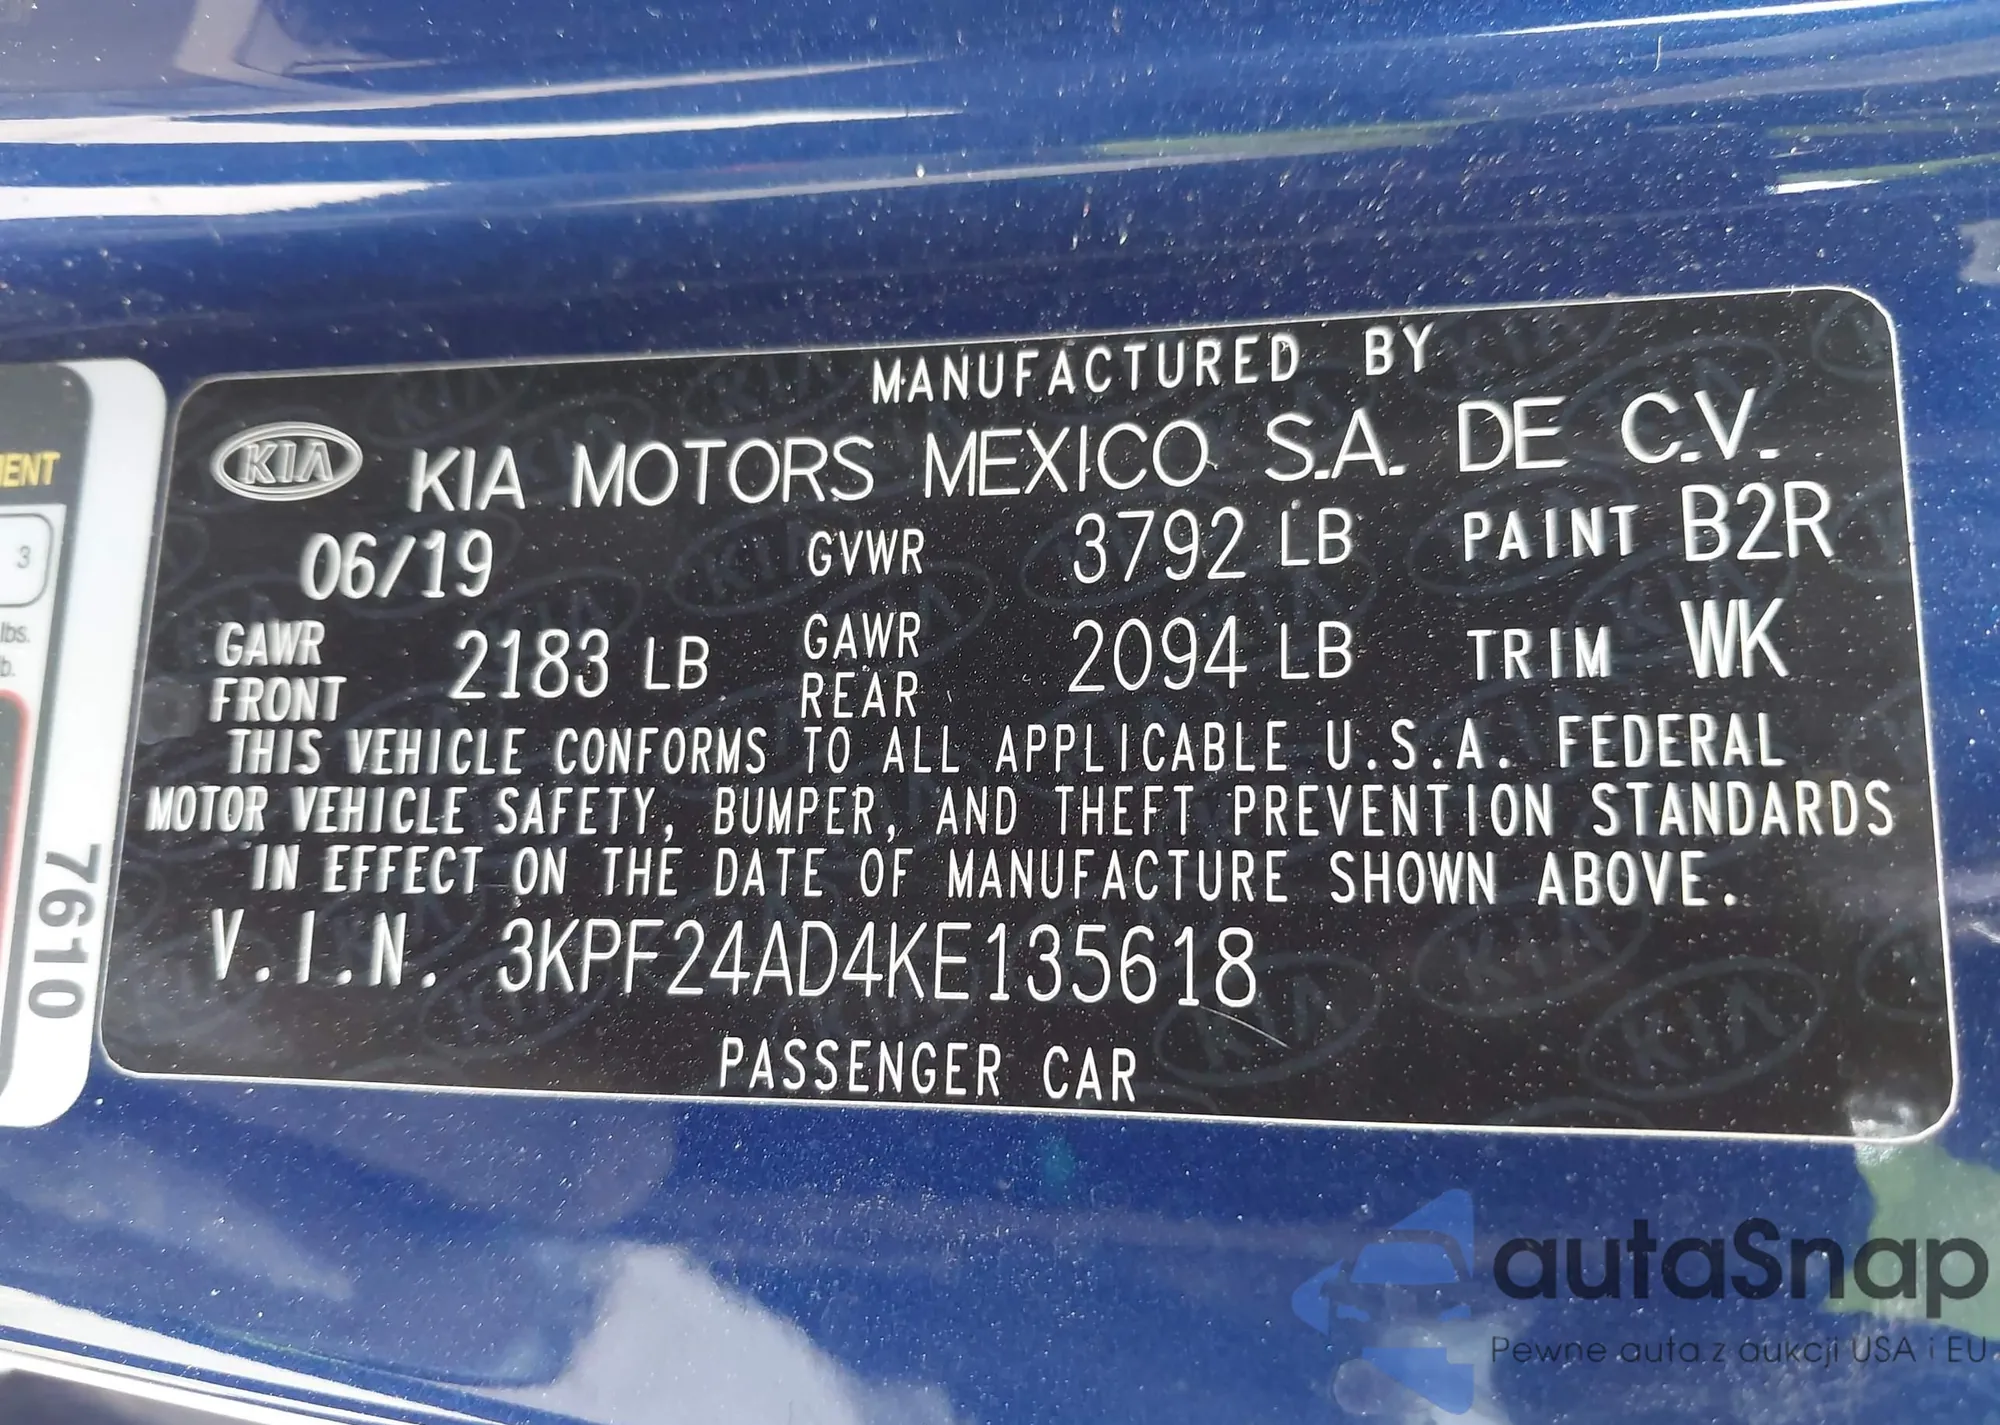 MANUFACTURED BY
KIA KIA MOTORS MEXICO S.A. DE C.V.
06/19 GVWR 3792 LB PAINT B2R
GAWR FRONT 2183 LB GAWR REAR 2094 LB TRIM WK
THIS VEHICLE CONFORMS TO ALL APPLICABLE U.S.A. FEDERAL
MOTOR VEHICLE SAFETY, BUMPER, AND THEFT PREVENTION STANDARDS
IN EFFECT ON THE DATE OF MANUFACTURE SHOWN ABOVE.
V.I.N. 3KPF24AD4KE135618
PASSENGER CAR
3
lbs.
7610
autaSnap
Pewne auta z aukcji USA i EU